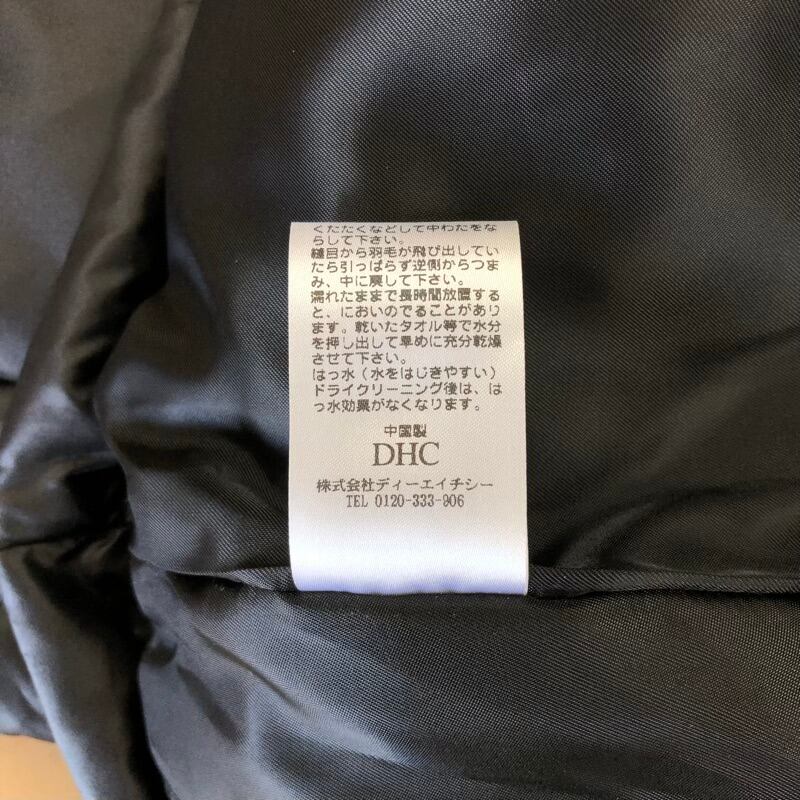 くたたくなどして中わたをな
らして下さい。
縫目から羽毛が飛び出してい
たら引っぱらず逆側からつま
み、中に戻して下さい。
濡れたままで長時間放置する
と、においのでることがあり
ます。乾いたタオル等で水分
を押し出して早めに充分乾燥
させて下さい。
はっ水（水をはじきやすい）
ドライクリーニング後は、は
っ水効果がなくなります。
中国製
DHC
株式会社ディーエイチシー
TEL 0120-333-906